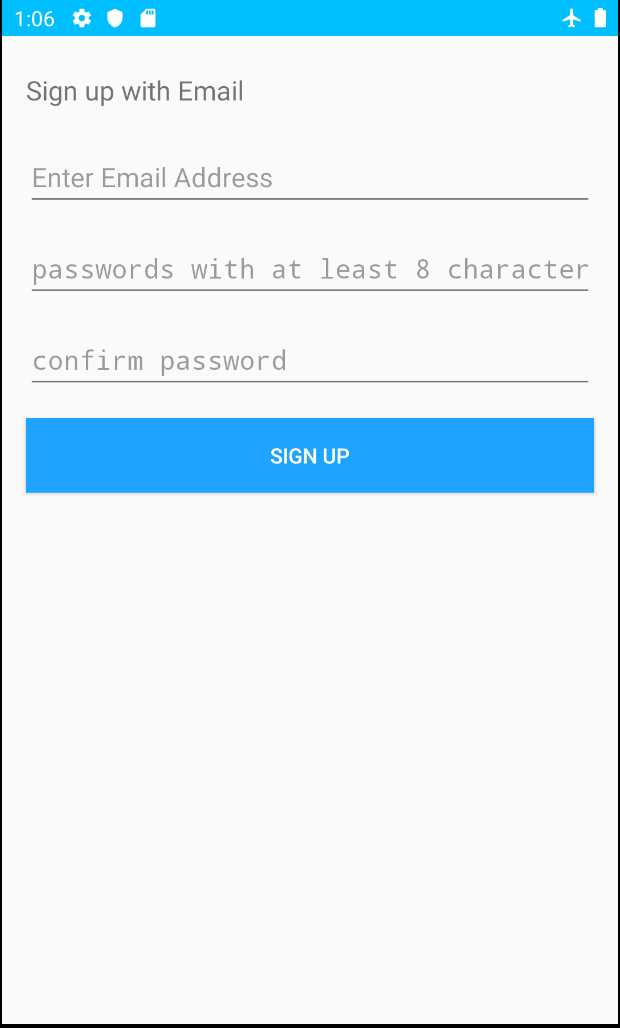 1:06
Sign up with Email
Enter Email Address
passwords with at least 8 character
confirm password
SIGN UP